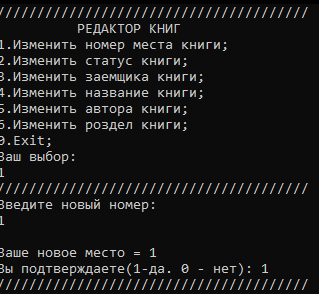 ///////////////////////////////////////
РЕДАКТОР КНИГ
1.Изменить номер места книги;
2.Изменить статус книги;
3.Изменить заемщика книги;
4.Изменить название книги;
5.Изменить автора книги;
6.Изменить роздел книги;
0.Exit;
Ваш выбор:
1
///////////////////////////////////////
Введите новый номер:
1
Ваше новое место = 1
Вы подтверждаете(1-да. 0 - нет): 1
///////////////////////////////////////